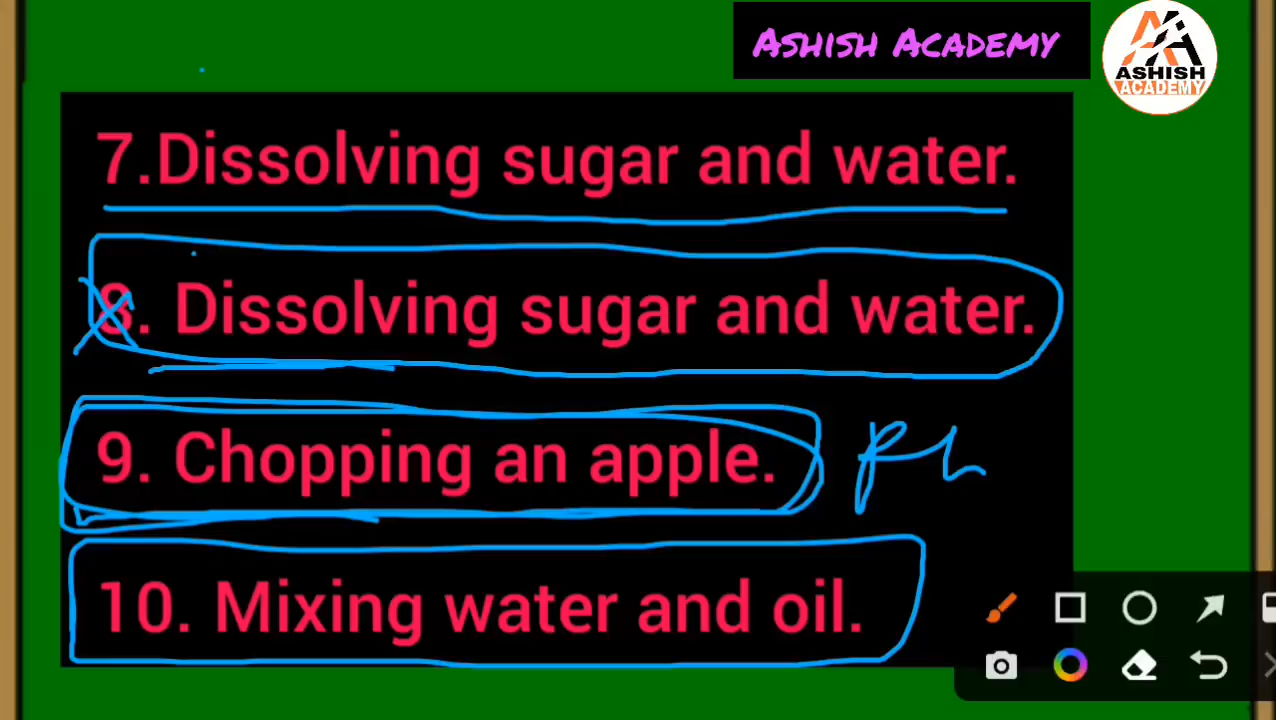 ASHISH ACADEMY
ASHISH
ACADEMY
7.Dissolving sugar and water.
8. Dissolving sugar and water.
9. Chopping an apple.
10. Mixing water and oil.